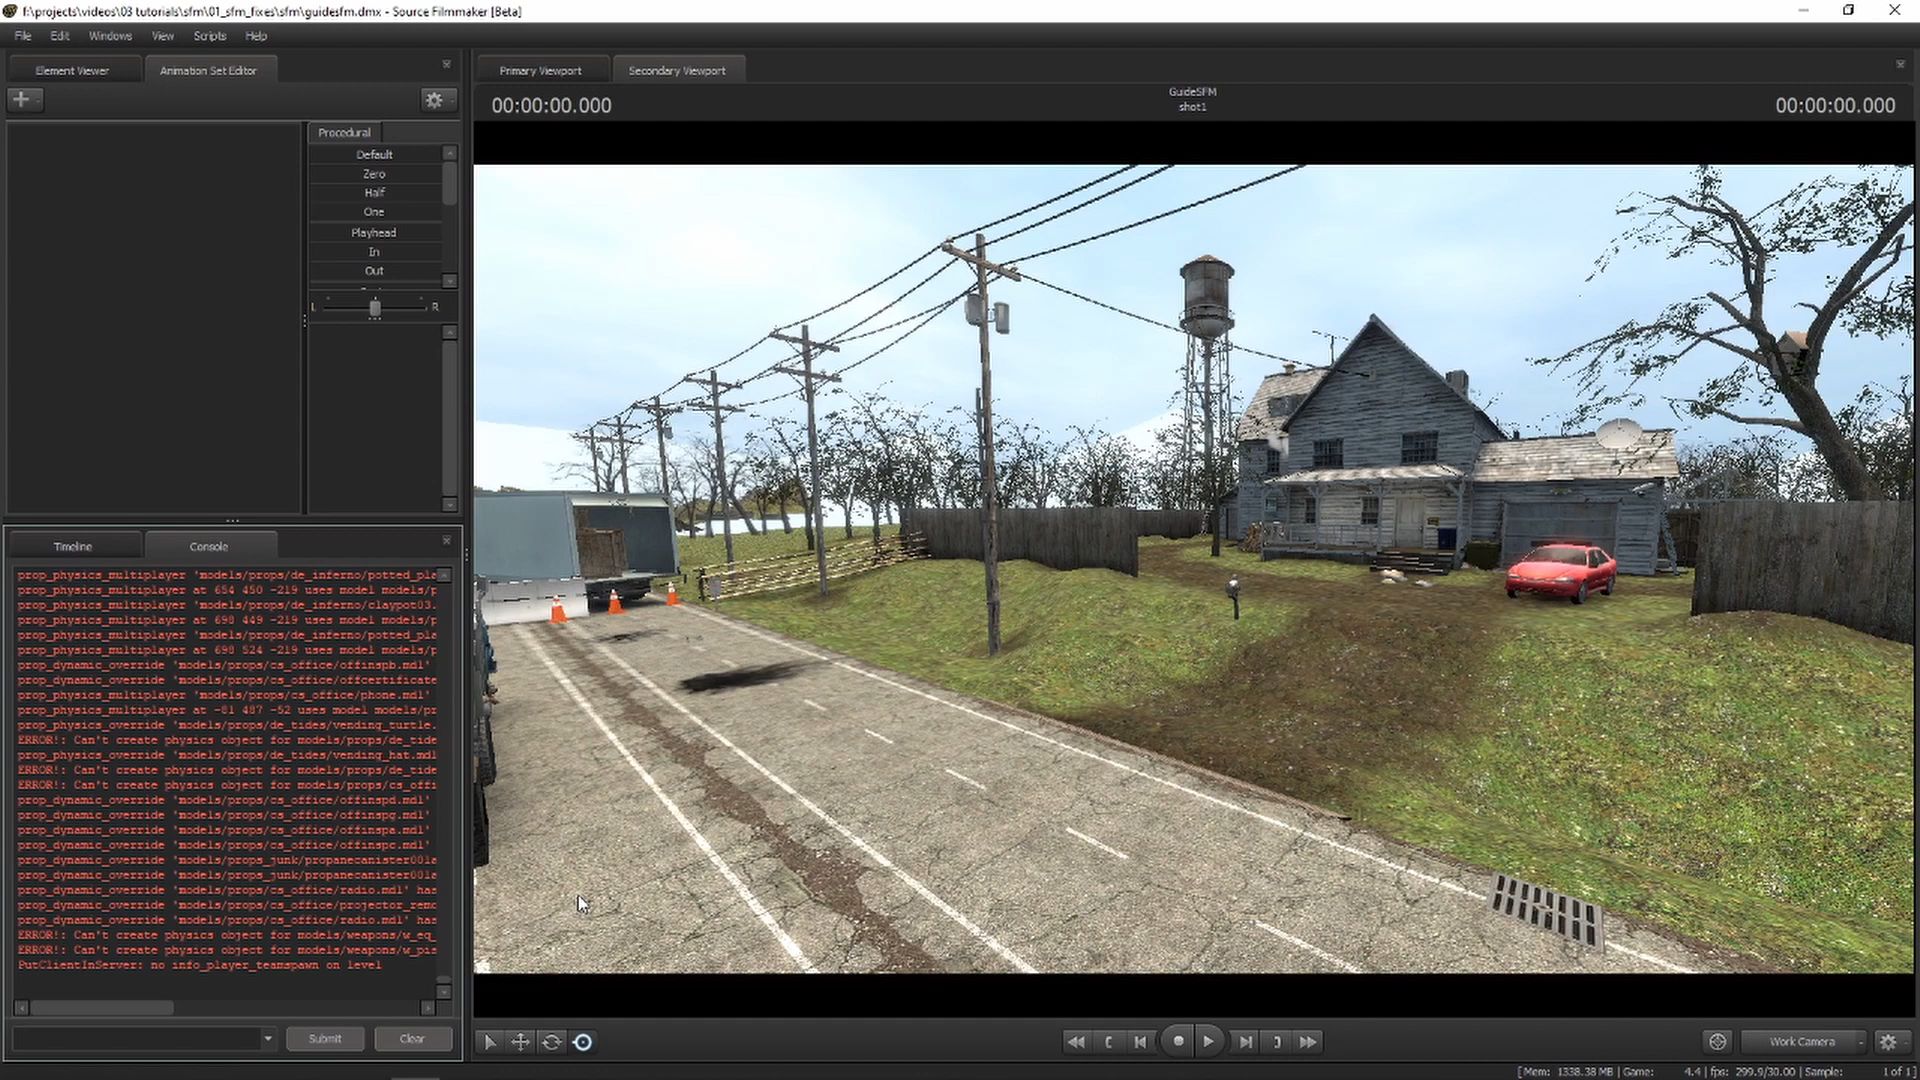 f:\projects\videos\03 tutorials\sfm\01_sfm_fixes\sfm\guidesfm.dmx - Source Filmmaker [Beta]
File Edit Windows View Scripts Help
Element Viewer Animation Set Editor
Procedural
Default
Zero
Half
One
Playhead
In
Out
L R
Primary Viewport Secondary Viewport
00:00:00.000
GuideSFM
shot1
00:00:00.000
Timeline Console
prop_physics_multiplayer 'models/props/de_inferno/potted_pla
prop_physics_multiplayer at 654 450 -219 uses model models/p
prop_physics_multiplayer 'models/props/de_inferno/claypot03.
prop_physics_multiplayer at 698 449 -219 uses model models/p
prop_physics_multiplayer 'models/props/de_inferno/potted_pla
prop_physics_multiplayer at 698 524 -219 uses model models/p
prop_dynamic_override 'models/props/cs_office/offinspb.mdl'
prop_dynamic_override 'models/props/cs_office/offcertificate
prop_physics_multiplayer 'models/props/cs_office/phone.mdl'
prop_physics_multiplayer at -81 487 -52 uses model models/pr
prop_physics_override 'models/props/de_tides/vending_turtle.
ERROR!: Can't create physics object for models/props/de_tide
prop_physics_override 'models/props/de_tides/vending_hat.mdl
ERROR!: Can't create physics object for models/props/de_tide
ERROR!: Can't create physics object for models/props/cs_offi
prop_dynamic_override 'models/props/cs_office/offinspd.mdl'
prop_dynamic_override 'models/props/cs_office/offinspg.mdl'
prop_dynamic_override 'models/props/cs_office/offinspa.mdl'
prop_dynamic_override 'models/props/cs_office/offinspc.mdl'
prop_dynamic_override 'models/props_junk/propanecanister001a
prop_dynamic_override 'models/props_junk/propanecanister001a
prop_dynamic_override 'models/props/cs_office/radio.mdl' has
prop_dynamic_override 'models/props/cs_office/projector_remo
prop_dynamic_override 'models/props/cs_office/radio.mdl' has
ERROR!: Can't create physics object for models/weapons/w_eq_
ERROR!: Can't create physics object for models/weapons/w_pis
PutClientInServer: no info_player_teamspawn on level
Submit Clear
Work Camera
[ Mem: 1338.38 MB | Game: 4.4 | fps: 299.9/30.00 | Sample: 1 of 1 ]